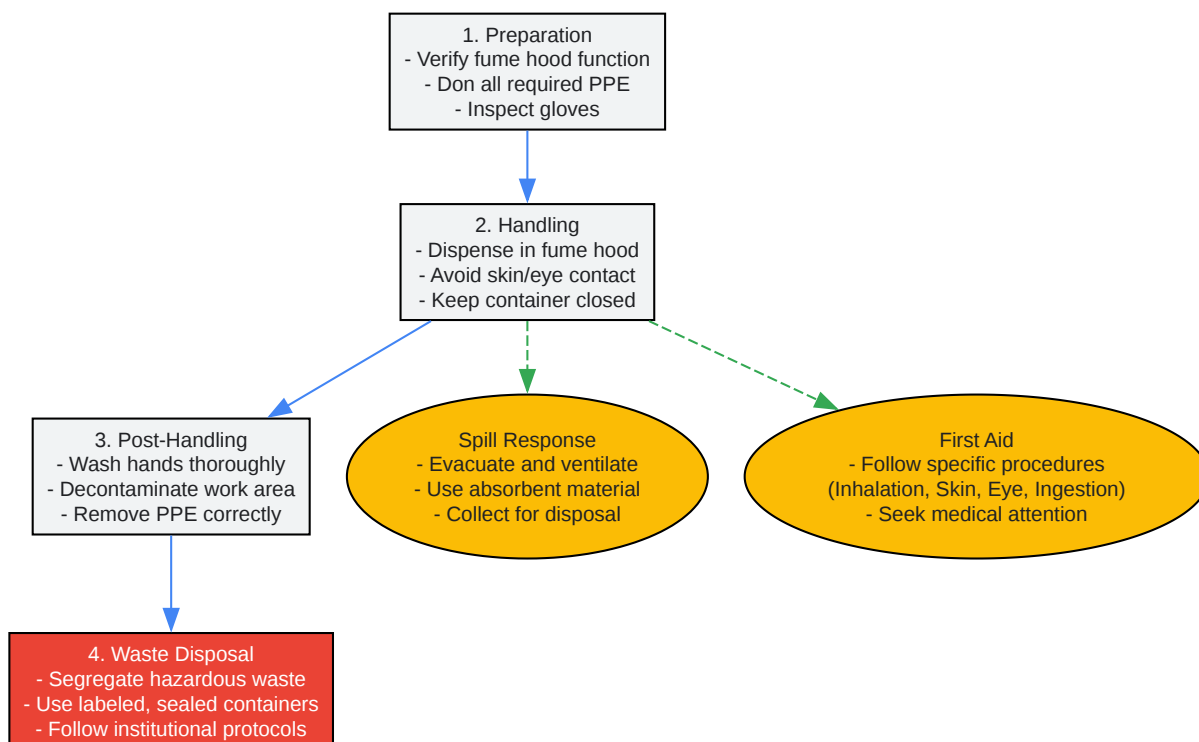 1. Preparation
- Verify fume hood function
- Don all required PPE
- Inspect gloves
2. Handling
- Dispense in fume hood
- Avoid skin/eye contact
- Keep container closed
3. Post-Handling
- Wash hands thoroughly
- Decontaminate work area
- Remove PPE correctly
Spill Response
- Evacuate and ventilate
- Use absorbent material
- Collect for disposal
First Aid
- Follow specific procedures
(Inhalation, Skin, Eye, Ingestion)
- Seek medical attention
4. Waste Disposal
- Segregate hazardous waste
- Use labeled, sealed containers
- Follow institutional protocols